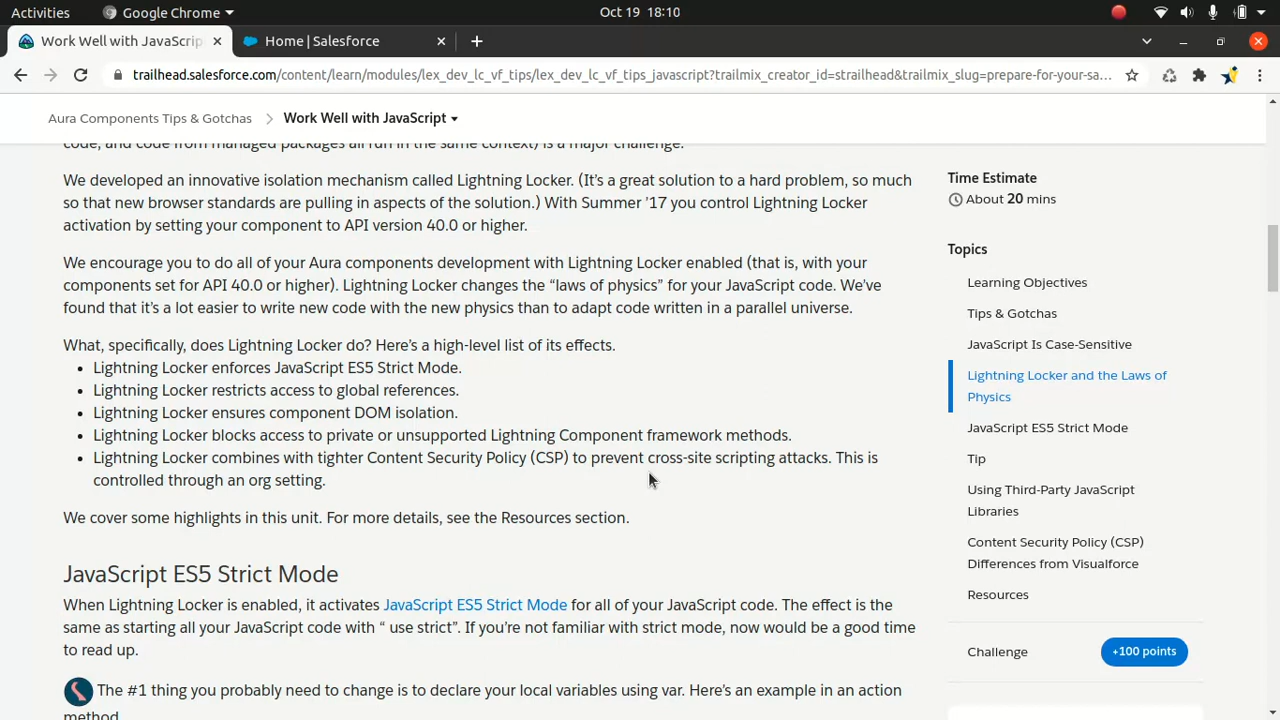 Activities Google Chrome Oct 19 18:10
Work Well with JavaScrip Home | Salesforce
trailhead.salesforce.com/content/learn/modules/lex_dev_lc_vf_tips/lex_dev_lc_vf_tips_javascript?trailmix_creator_id=strailhead&trailmix_slug=prepare-for-your-sa...
Aura Components Tips & Gotchas Work Well with JavaScript
code, and code from managed packages all run in the same context) is a major challenge.
We developed an innovative isolation mechanism called Lightning Locker. (It’s a great solution to a hard problem, so much
so that new browser standards are pulling in aspects of the solution.) With Summer ’17 you control Lightning Locker
activation by setting your component to API version 40.0 or higher.
We encourage you to do all of your Aura components development with Lightning Locker enabled (that is, with your
components set for API 40.0 or higher). Lightning Locker changes the “laws of physics” for your JavaScript code. We’ve
found that it’s a lot easier to write new code with the new physics than to adapt code written in a parallel universe.
What, specifically, does Lightning Locker do? Here’s a high-level list of its effects.
• Lightning Locker enforces JavaScript ES5 Strict Mode.
• Lightning Locker restricts access to global references.
• Lightning Locker ensures component DOM isolation.
• Lightning Locker blocks access to private or unsupported Lightning Component framework methods.
• Lightning Locker combines with tighter Content Security Policy (CSP) to prevent cross-site scripting attacks. This is
controlled through an org setting.
We cover some highlights in this unit. For more details, see the Resources section.
JavaScript ES5 Strict Mode
When Lightning Locker is enabled, it activates JavaScript ES5 Strict Mode for all of your JavaScript code. The effect is the
same as starting all your JavaScript code with “ use strict”. If you’re not familiar with strict mode, now would be a good time
to read up.
The #1 thing you probably need to change is to declare your local variables using var. Here’s an example in an action
method.
Time Estimate
About 20 mins
Topics
Learning Objectives
Tips & Gotchas
JavaScript Is Case-Sensitive
Lightning Locker and the Laws of
Physics
JavaScript ES5 Strict Mode
Tip
Using Third-Party JavaScript
Libraries
Content Security Policy (CSP)
Differences from Visualforce
Resources
Challenge +100 points